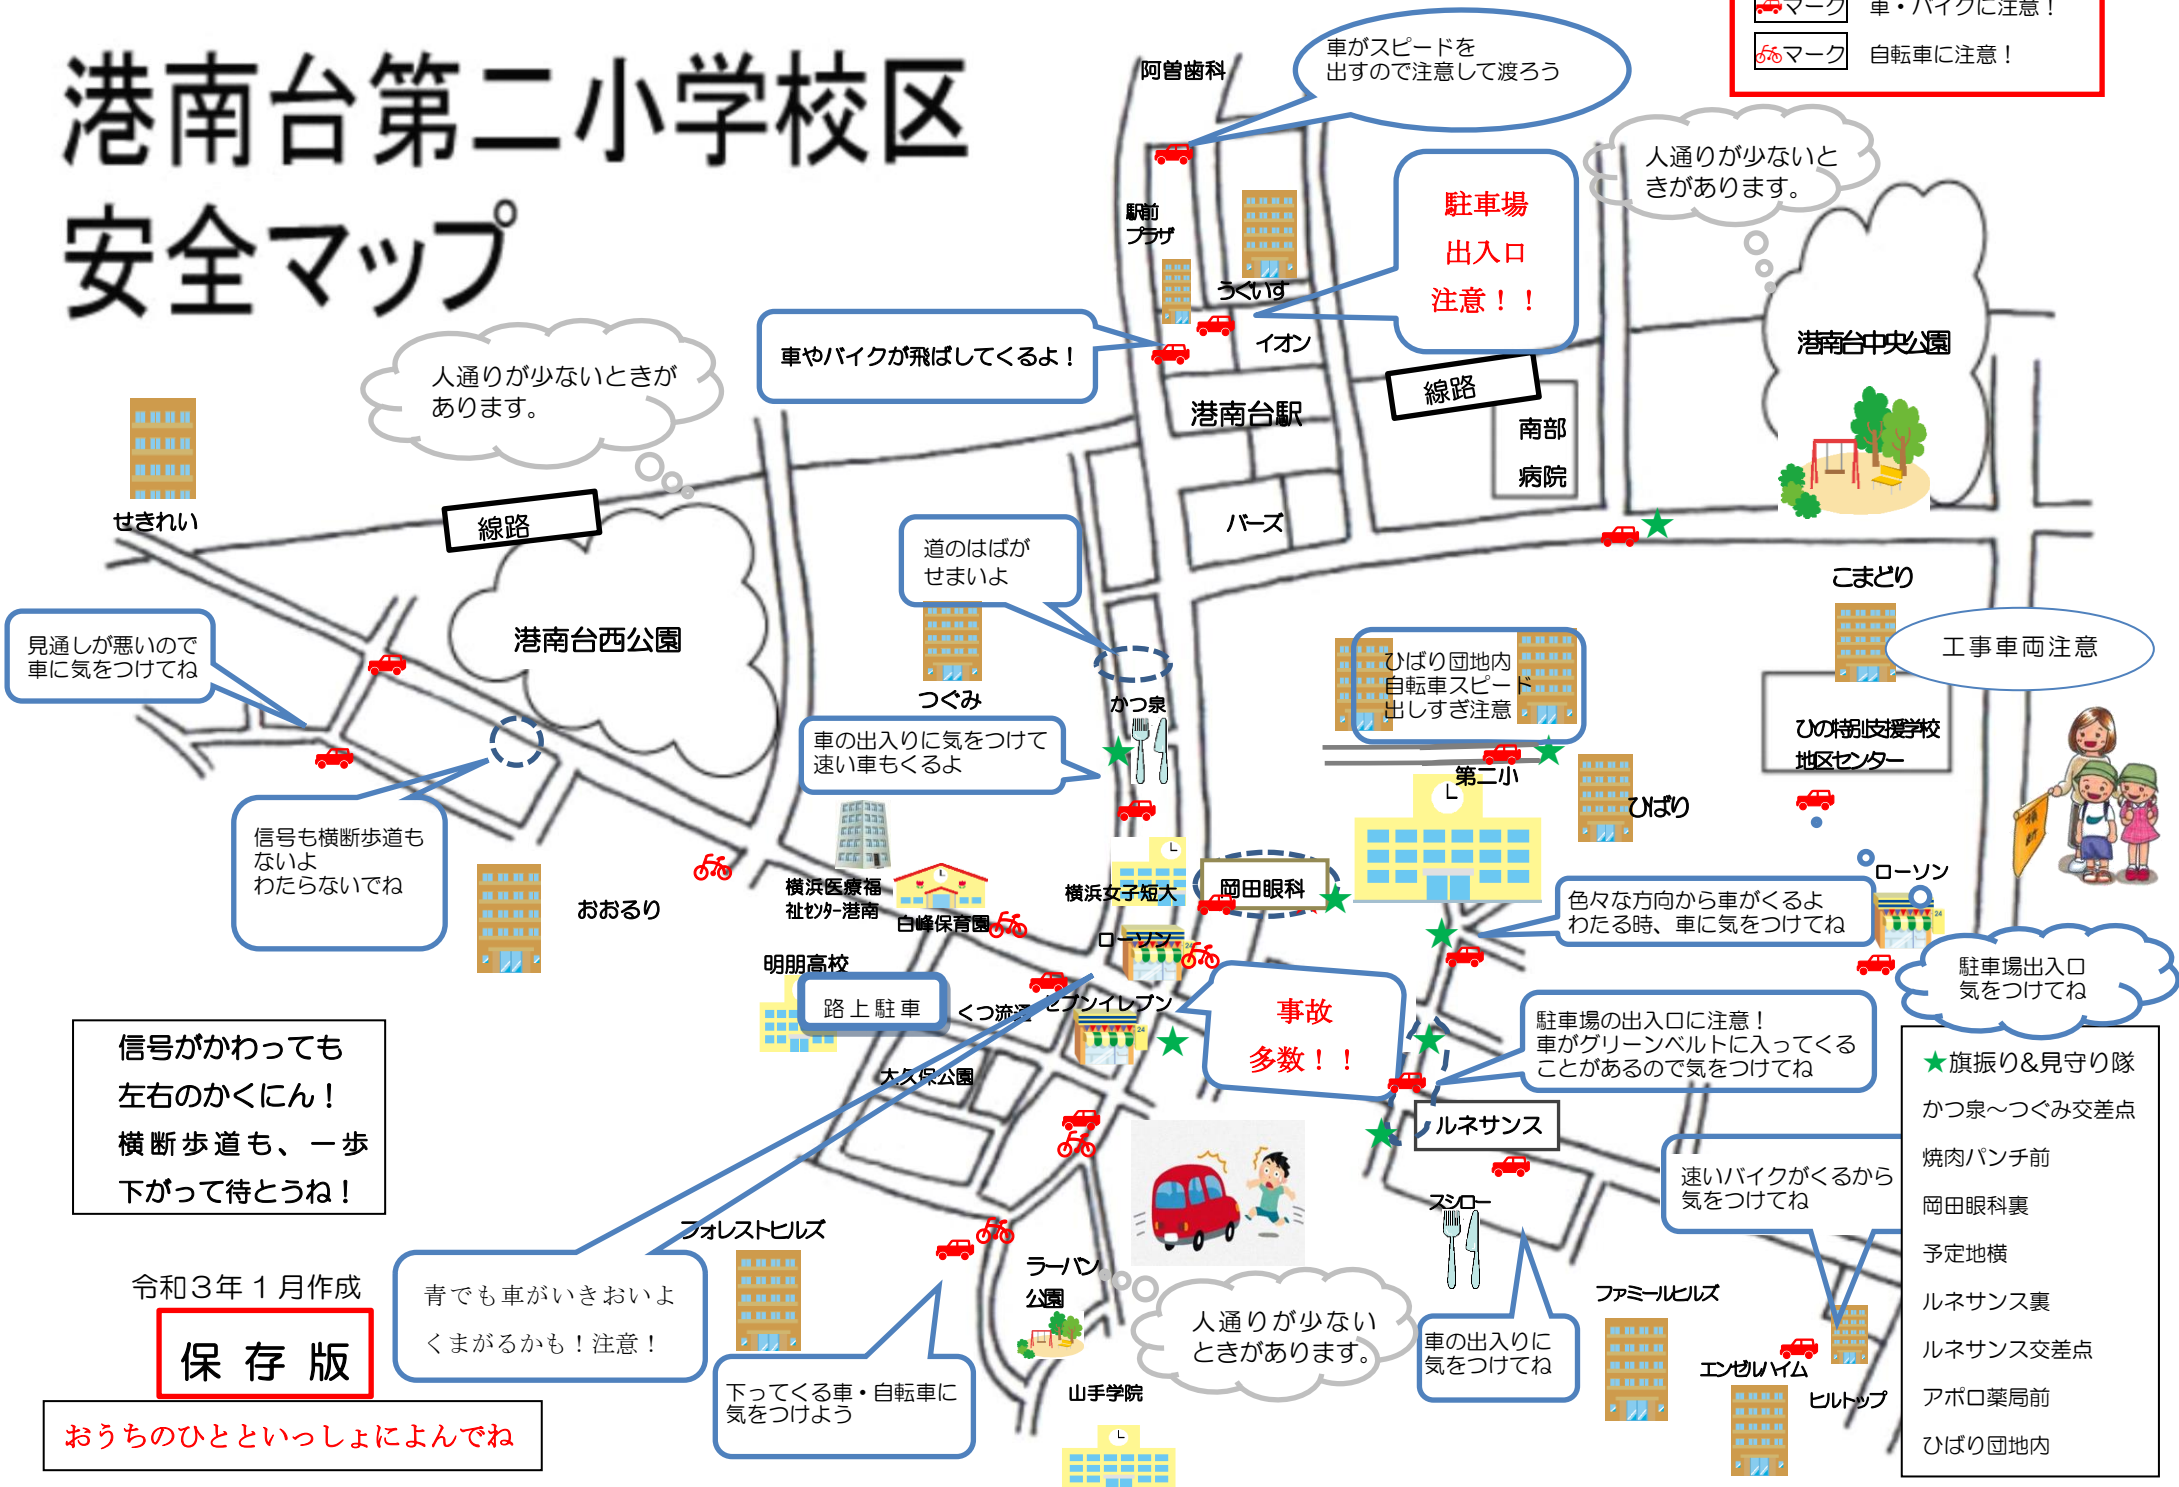 港南台第二小学校区
安全マップ
マーク 車・バイクに注意！
マーク 自転車に注意！
阿曽歯科
車がスピードを
出すので注意して渡ろう
人通りが少ないと
きがあります。
駅前
プラザ
駐車場
出入口
注意！！
うぐいす
イオン
車やバイクが飛ばしてくるよ！
港南台中央公園
人通りが少ないときが
あります。
線路
港南台駅
南部
病院
せきれい
線路
バーズ
道のはばが
せまいよ
こまどり
工事車両注意
見通しが悪いので
車に気をつけてね
港南台西公園
つぐみ
かつ泉
ひばり団地内
自転車スピード
出しすぎ注意
ひの特別支援学校
地区センター
車の出入りに気をつけて
速い車もくるよ
第二小
ひばり
信号も横断歩道も
ないよ
わたらないでね
おおるり
横浜医療福
祉センター港南
白峰保育園
横浜女子短大
岡田眼科
ローソン
色々な方向から車がくるよ
わたる時、車に気をつけてね
ローソン
明朋高校
路上駐車
くつ流通
セブンイレブン
事故
多数！！
駐車場出入口
気をつけてね
駐車場の出入口に注意！
車がグリーンベルトに入ってくる
ことがあるので気をつけてね
信号がかわっても
左右のかくにん！
横断歩道も、一歩
下がって待とうね！
大久保公園
ルネサンス
速いバイクがくるから
気をつけてね
スシロー
フォレストヒルズ
令和３年１月作成
保存版
おうちのひとといっしょによんでね
青でも車がいきおいよ
くまがるかも！注意！
ラーバン
公園
人通りが少ない
ときがあります。
車の出入りに
気をつけてね
ファミールヒルズ
エンゼルハイム
ヒルトップ
下ってくる車・自転車に
気をつけよう
山手学院
★旗振り&見守り隊
かつ泉～つぐみ交差点
焼肉パンチ前
岡田眼科裏
予定地横
ルネサンス裏
ルネサンス交差点
アポロ薬局前
ひばり団地内